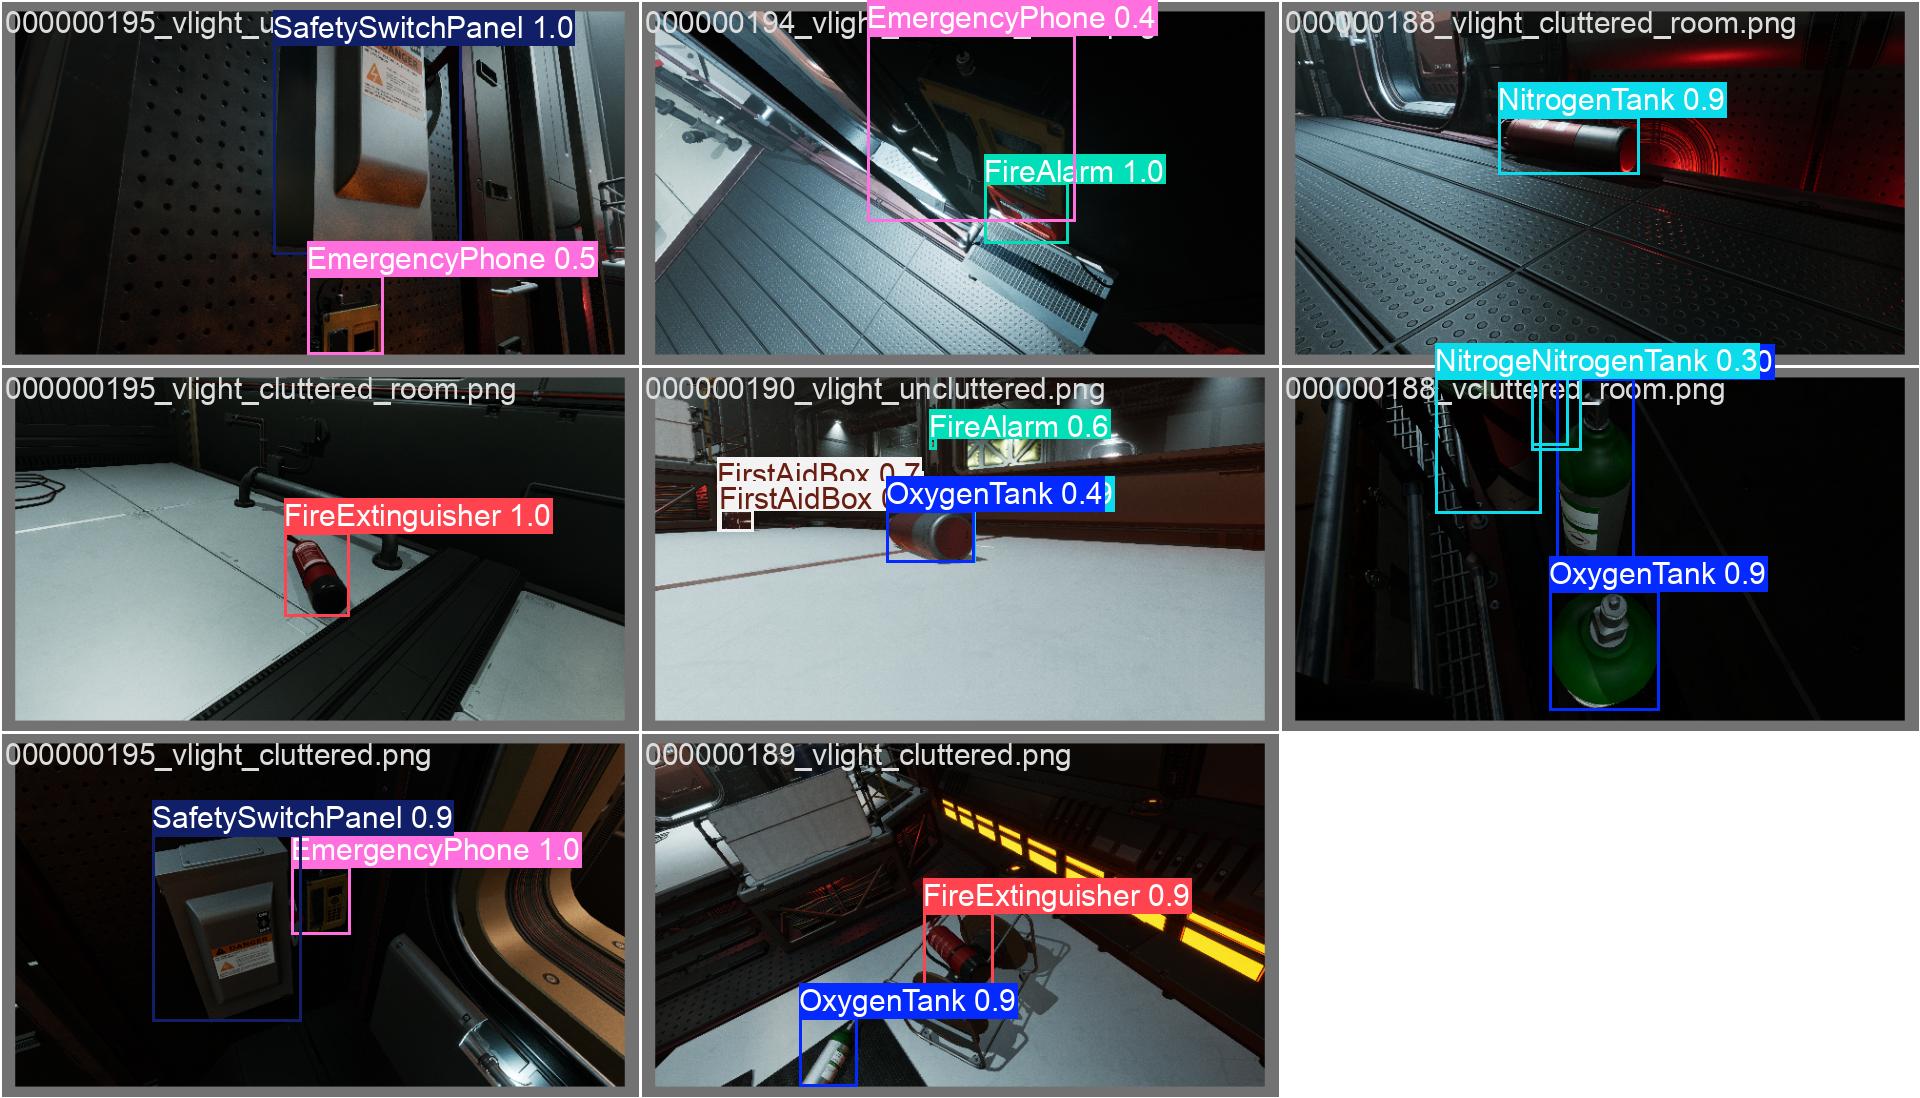 000000195_vlight_u
SafetySwitchPanel 1.0
DANGER
EmergencyPhone 0.5
000000194_vligh
EmergencyPhone 0.4
FireAlarm 1.0
000000188_vlight_cluttered_room.png
NitrogenTank 0.9
000000195_vlight_cluttered_room.png
FireExtinguisher 1.0
000000190_vlight_uncluttered.png
FireAlarm 0.6
FirstAidBox 0.7
FirstAidBox
OxygenTank 0.4
NitrogeNitrogenTank 0.30
000000188_vcluttered_room.png
OxygenTank 0.9
000000195_vlight_cluttered.png
SafetySwitchPanel 0.9
EmergencyPhone 1.0
DANGER
000000189_vlight_cluttered.png
FireExtinguisher 0.9
OxygenTank 0.9